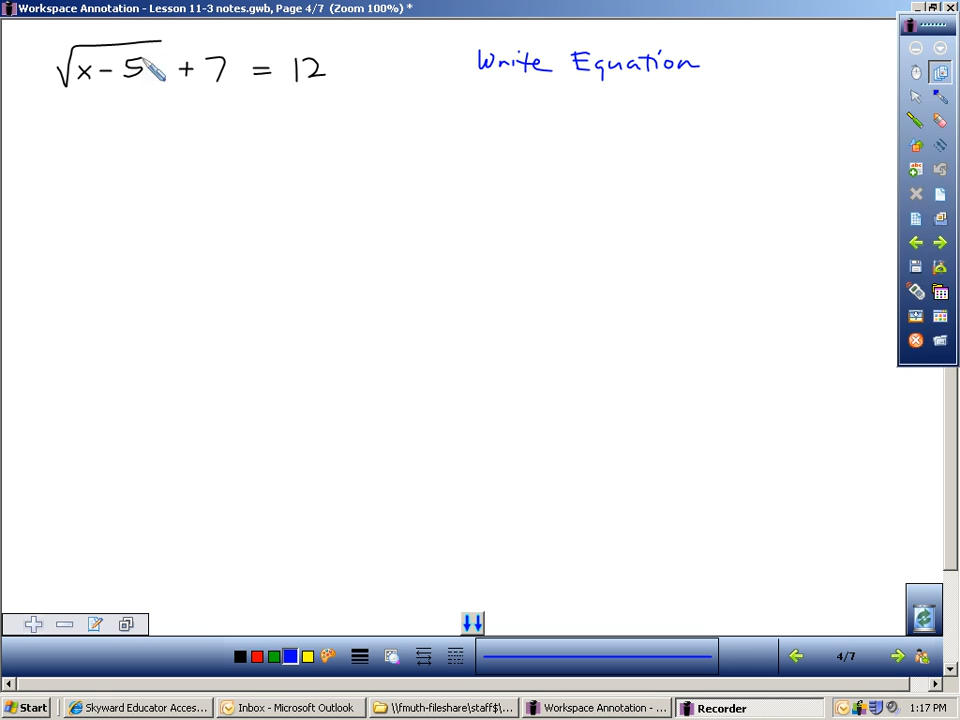 Workspace Annotation - Lesson 11-3 notes.gwb, Page 4/7 (Zoom 100%) *
√(x - 5) + 7 = 12 Write Equation
abc
4/7
Start Skyward Educator Acces... Inbox - Microsoft Outlook \\fmuth-fileshare\staff$\... Workspace Annotation - ... Recorder 1:17 PM